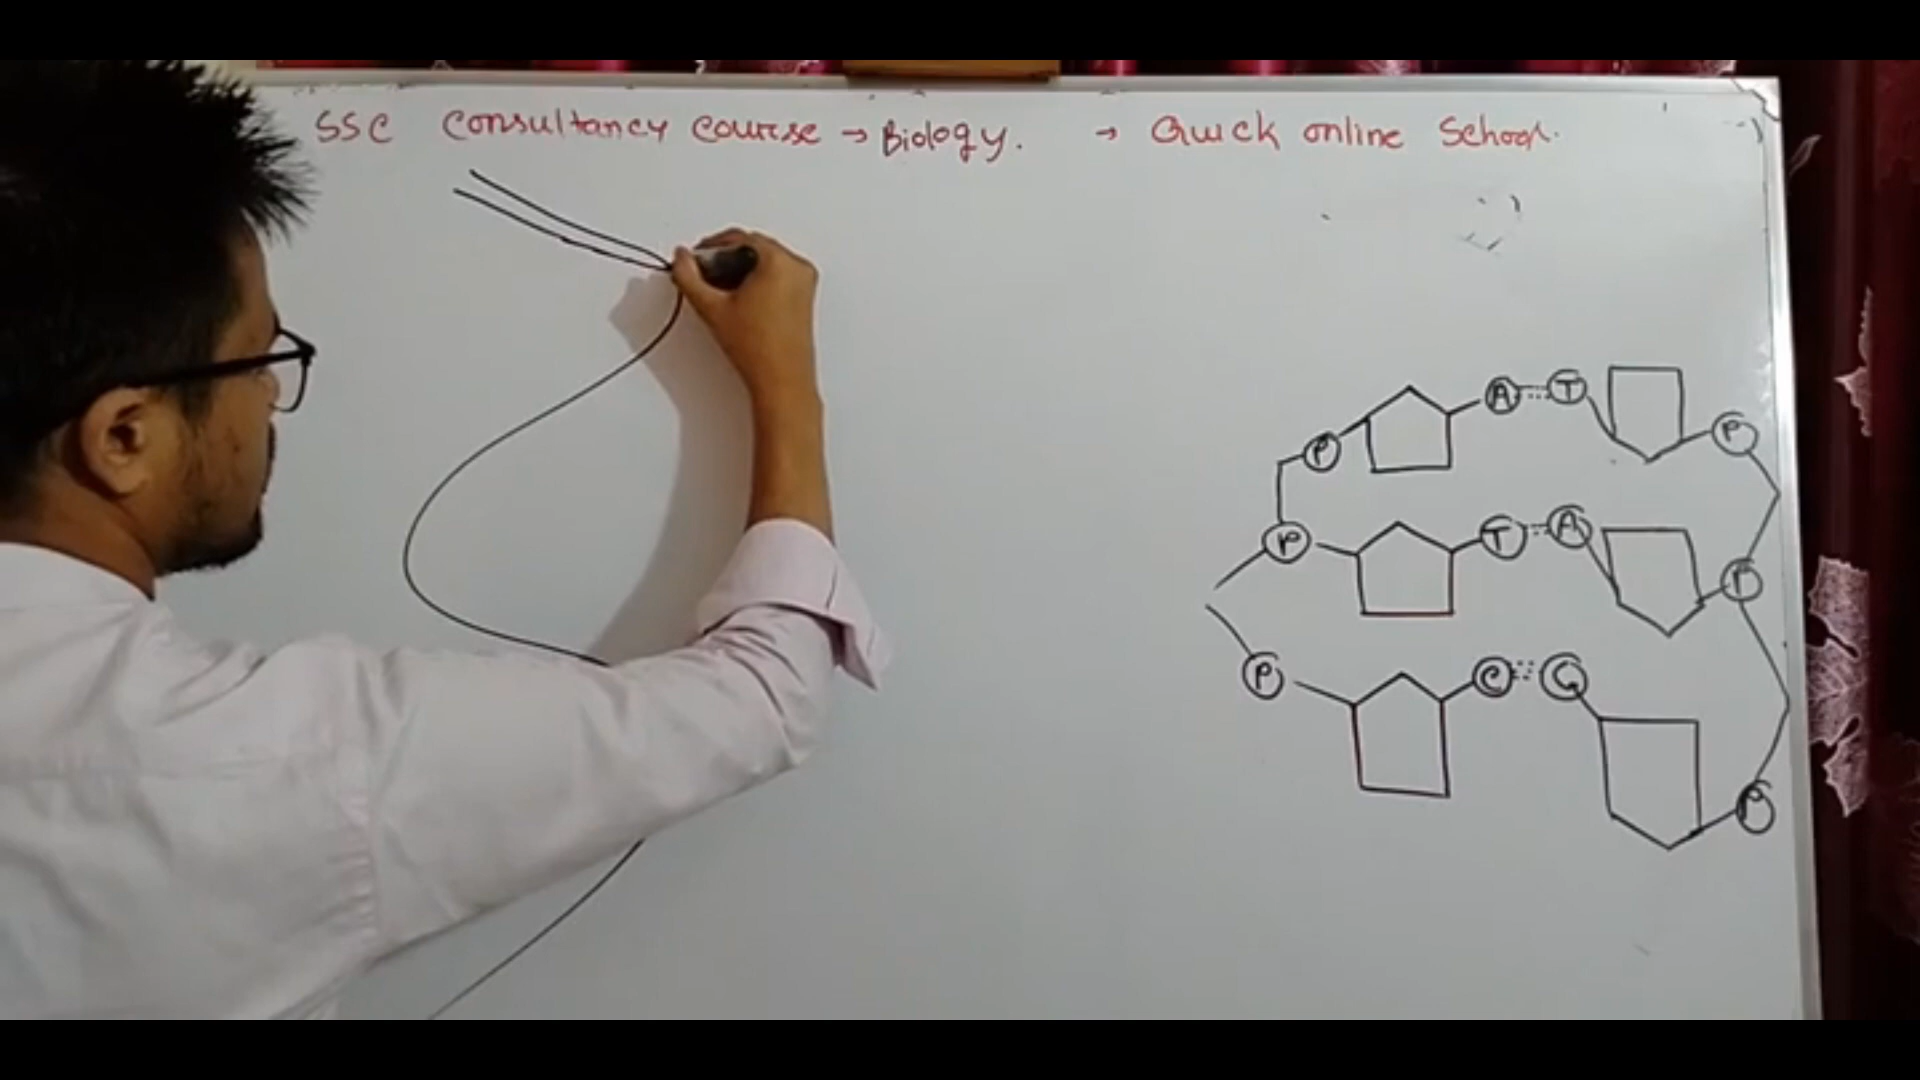 SSC Consultancy Course → Biology. → Quick online School.
P A T P
P T A P
P C G P